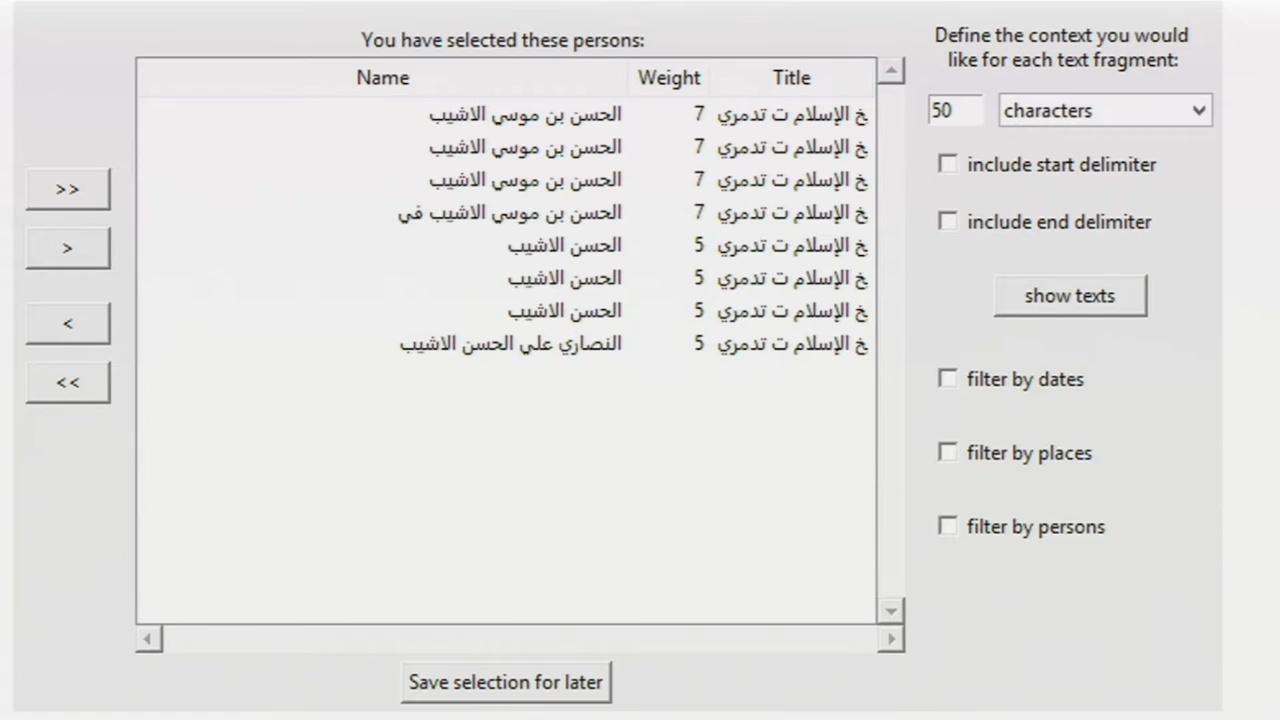 You have selected these persons:
Name Weight Title
الحسن بن موسي الاشيب 7 خ الإسلام ت تدمري
الحسن بن موسي الاشيب 7 خ الإسلام ت تدمري
الحسن بن موسي الاشيب 7 خ الإسلام ت تدمري
الحسن بن موسي الاشيب في 7 خ الإسلام ت تدمري
الحسن الاشيب 5 خ الإسلام ت تدمري
الحسن الاشيب 5 خ الإسلام ت تدمري
الحسن الاشيب 5 خ الإسلام ت تدمري
النصاري علي الحسن الاشيب 5 خ الإسلام ت تدمري
>>
>
<
<<
Save selection for later
Define the context you would
like for each text fragment:
50 characters
include start delimiter
include end delimiter
show texts
filter by dates
filter by places
filter by persons